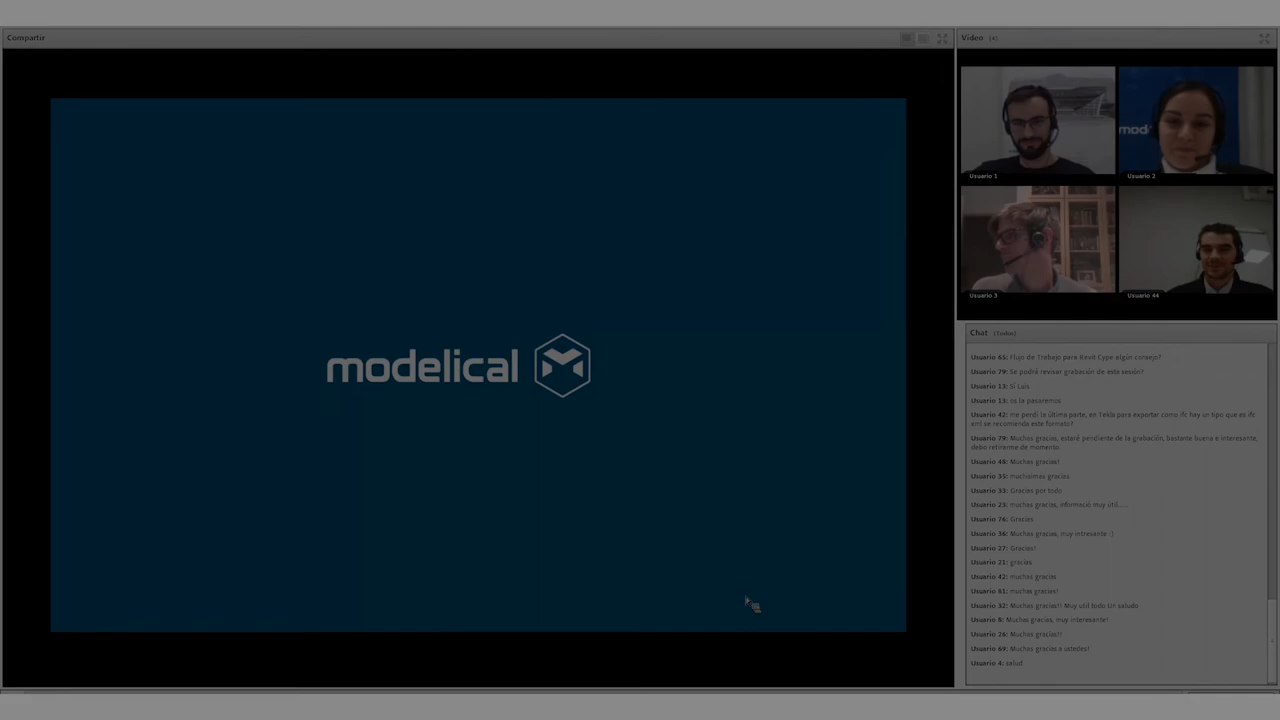 Compartir
modelical
Video (4)
mod
Usuario 1
Usuario 2
Usuario 3
Usuario 44
Chat (Todos)
Usuario 65: Flujo de Trabajo para Revit Cype algún consejo?
Usuario 79: Se podrá revisar grabación de esta sesión?
Usuario 13: Sí Luis
Usuario 13: os la pasaremos
Usuario 42: me perdí la última parte, en Tekla para exportar como ifc hay un tipo que es ifc
xml se recomienda este formato?
Usuario 79: Muchas gracias, estaré pendiente de la grabación, bastante buena e interesante,
debo retirarme de momento.
Usuario 48: Muchas gracias!
Usuario 35: muchisimas gracias
Usuario 33: Gracias por todo
Usuario 23: muchas gracias, informació muy útil.....
Usuario 76: Gracias
Usuario 36: Muchas gracias, muy intresante :)
Usuario 27: Gracias!
Usuario 21: gracias
Usuario 42: muchas gracias
Usuario 81: muchas gracias!
Usuario 32: Muchas gracias!! Muy util todo Un saludo
Usuario 8: Muchas gracias, muy interesante!
Usuario 26: Muchas gracias!!
Usuario 69: Muchas gracias a ustedes!
Usuario 4: salud